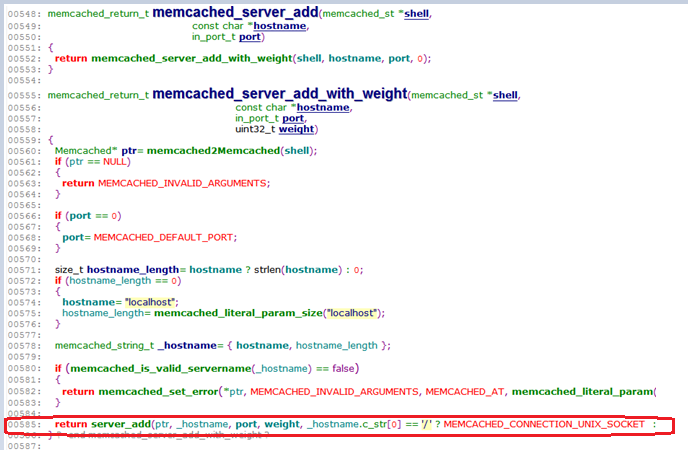 00548: memcached_return_t memcached_server_add(memcached_st *shell,
00549: const char *hostname,
00550: in_port_t port)
00551: {
00552: return memcached_server_add_with_weight(shell, hostname, port, 0);
00553: }
00554:
00555: memcached_return_t memcached_server_add_with_weight(memcached_st *shell,
00556: const char *hostname,
00557: in_port_t port,
00558: uint32_t weight)
00559: {
00560: Memcached* ptr= memcached2Memcached(shell);
00561: if (ptr == NULL)
00562: {
00563: return MEMCACHED_INVALID_ARGUMENTS;
00564: }
00565:
00566: if (port == 0)
00567: {
00568: port= MEMCACHED_DEFAULT_PORT;
00569: }
00570:
00571: size_t hostname_length= hostname ? strlen(hostname) : 0;
00572: if (hostname_length == 0)
00573: {
00574: hostname= "localhost";
00575: hostname_length= memcached_literal_param_size("localhost");
00576: }
00577:
00578: memcached_string_t _hostname= { hostname, hostname_length };
00579:
00580: if (memcached_is_valid_servername(_hostname) == false)
00581: {
00582: return memcached_set_error(*ptr, MEMCACHED_INVALID_ARGUMENTS, MEMCACHED_AT, memcached_literal_param(
00583: }
00584:
00585: return server_add(ptr, _hostname, port, weight, _hostname.c_str[0] == '/' ? MEMCACHED_CONNECTION_UNIX_SOCKET :
end memcached_server_add_with_weight
00587: